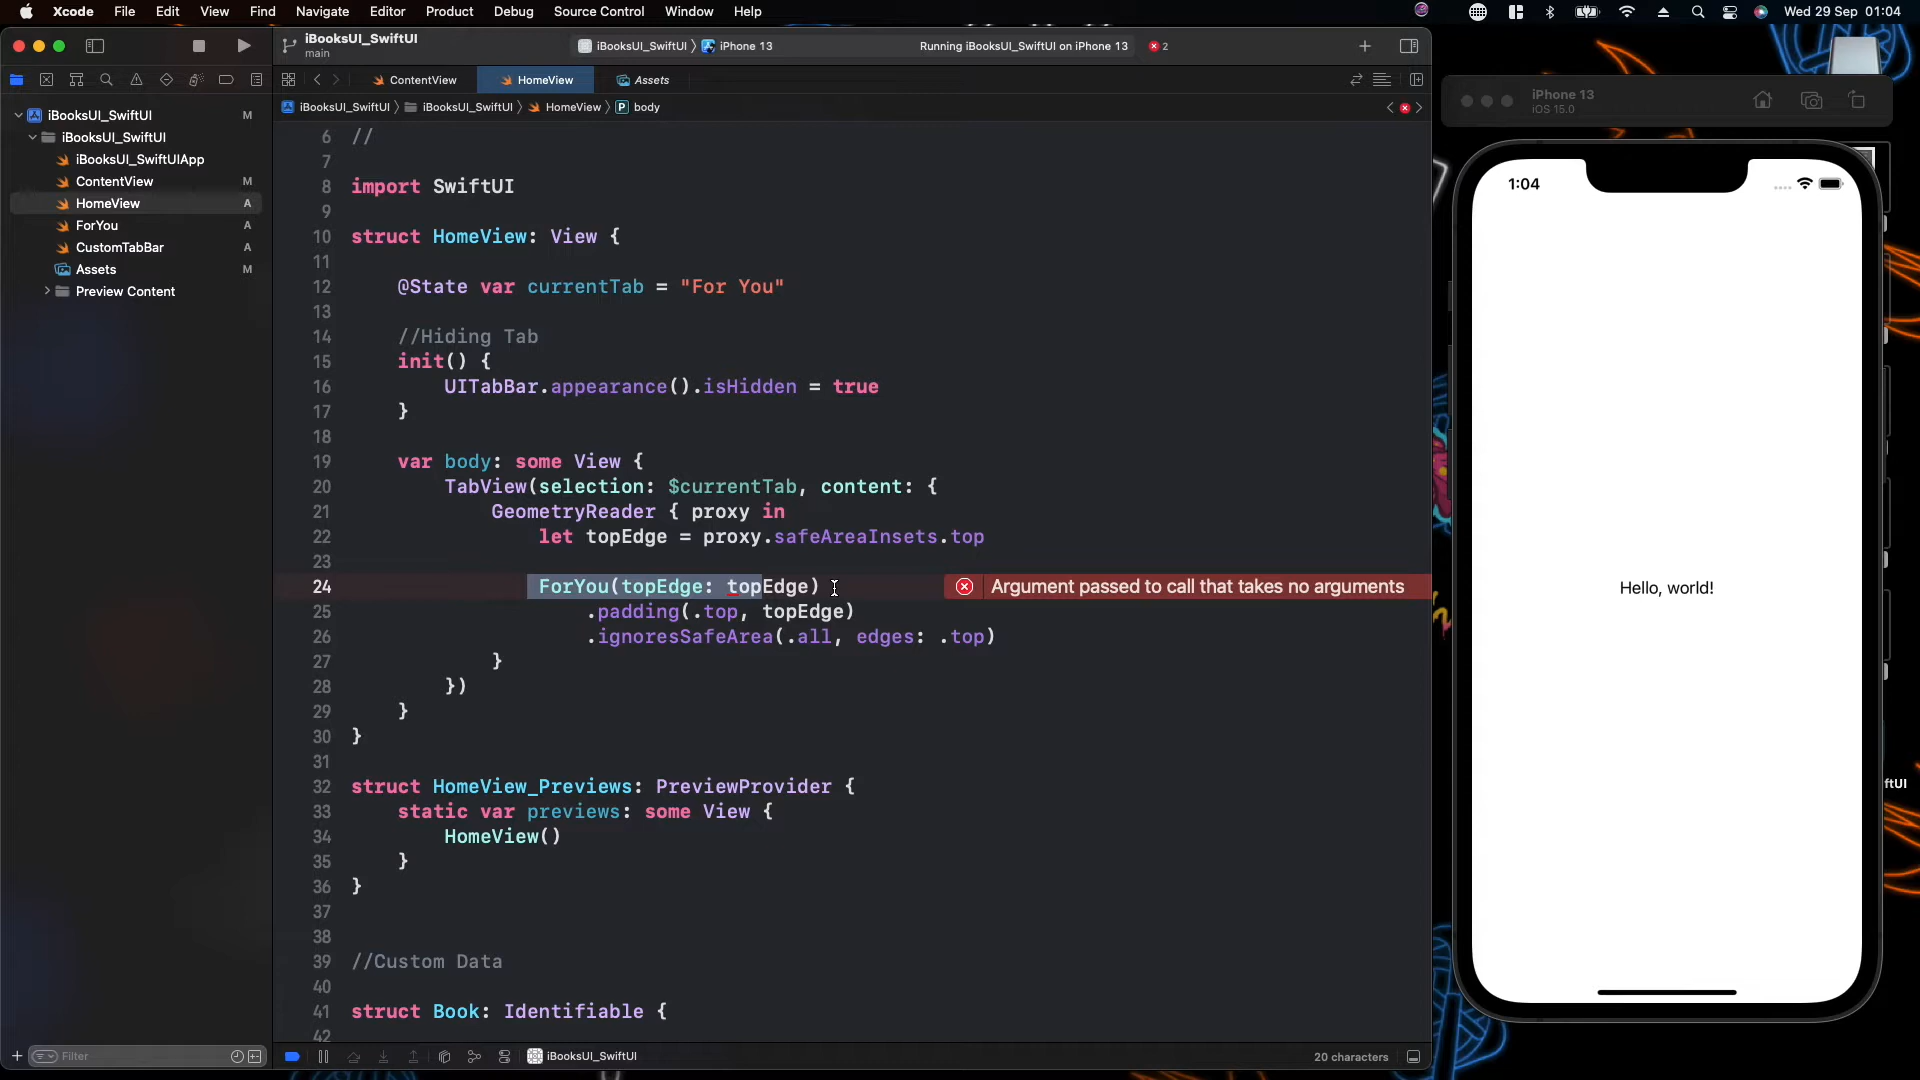 Xcode File Edit View Find Navigate Editor Product Debug Source Control Window Help Wed 29 Sep 01:04
iBooksUI_SwiftUI
main
iBooksUI_SwiftUI iPhone 13
Running iBooksUI_SwiftUI on iPhone 13 2
ContentView HomeView Assets
iBooksUI_SwiftUI iBooksUI_SwiftUI HomeView P body
iBooksUI_SwiftUI M
iBooksUI_SwiftUI
iBooksUI_SwiftUIApp
ContentView M
HomeView A
ForYou A
CustomTabBar A
Assets M
Preview Content
6 //
7
8 import SwiftUI
9
10 struct HomeView: View {
11
12 @State var currentTab = "For You"
13
14 //Hiding Tab
15 init() {
16 UITabBar.appearance().isHidden = true
17 }
18
19 var body: some View {
20 TabView(selection: $currentTab, content: {
21 GeometryReader { proxy in
22 let topEdge = proxy.safeAreaInsets.top
23
24 ForYou(topEdge: topEdge) Argument passed to call that takes no arguments
25 .padding(.top, topEdge)
26 .ignoresSafeArea(.all, edges: .top)
27 }
28 })
29 }
30 }
31
32 struct HomeView_Previews: PreviewProvider {
33 static var previews: some View {
34 HomeView()
35 }
36 }
37
38
39 //Custom Data
40
41 struct Book: Identifiable {
42
Filter
iBooksUI_SwiftUI
20 characters
iPhone 13
iOS 15.0
1:04
Hello, world!
ftUI